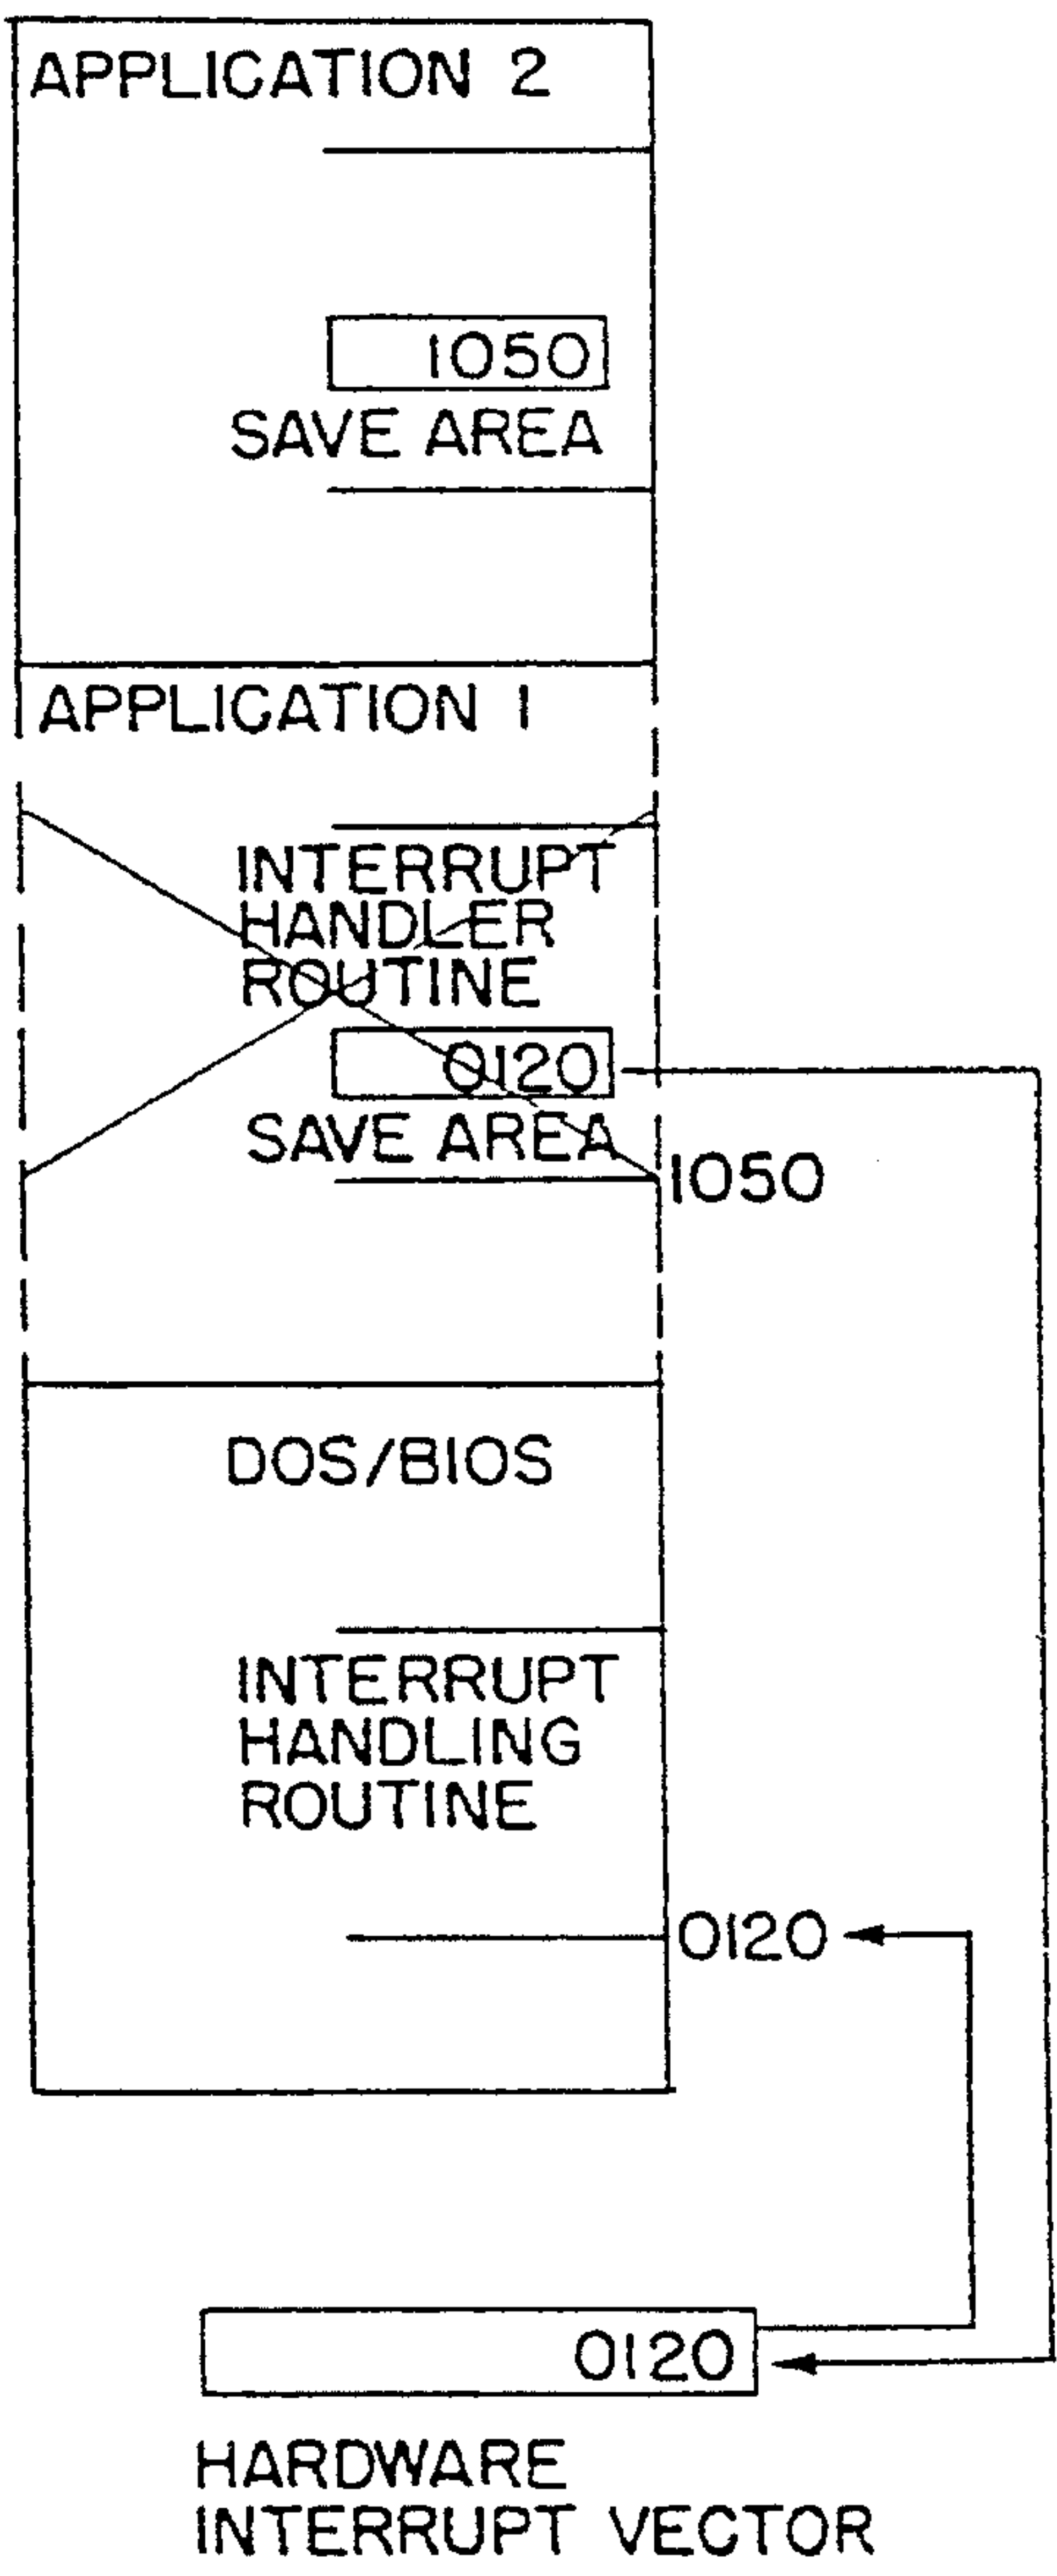 APPLICATION 2
1050
SAVE AREA
APPLICATION 1
INTERRUPT
HANDLER
ROUTINE
0120
SAVE AREA
1050
DOS/BIOS
INTERRUPT
HANDLING
ROUTINE
0120
0120
HARDWARE
INTERRUPT VECTOR